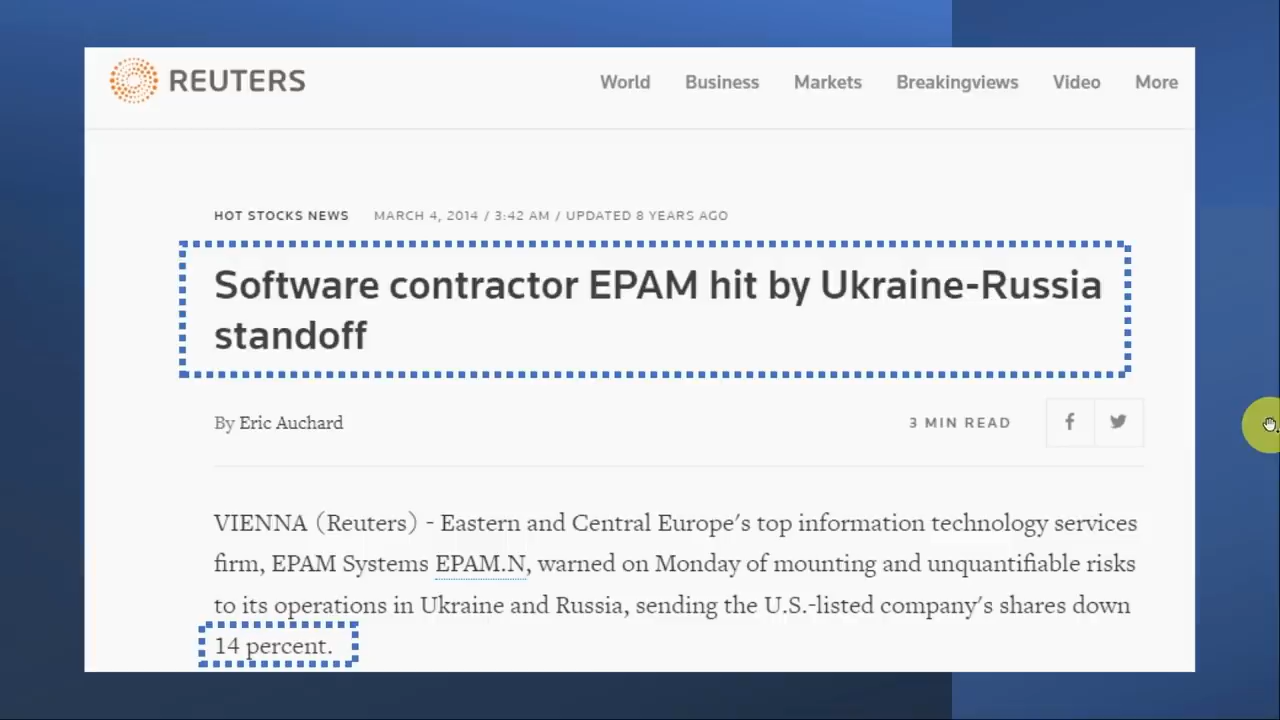 REUTERS World Business Markets Breakingviews Video More
HOT STOCKS NEWS MARCH 4, 2014 / 3:42 AM / UPDATED 8 YEARS AGO
Software contractor EPAM hit by Ukraine-Russia
standoff
By Eric Auchard 3 MIN READ
VIENNA (Reuters) - Eastern and Central Europe's top information technology services
firm, EPAM Systems EPAM.N, warned on Monday of mounting and unquantifiable risks
to its operations in Ukraine and Russia, sending the U.S.-listed company's shares down
14 percent.